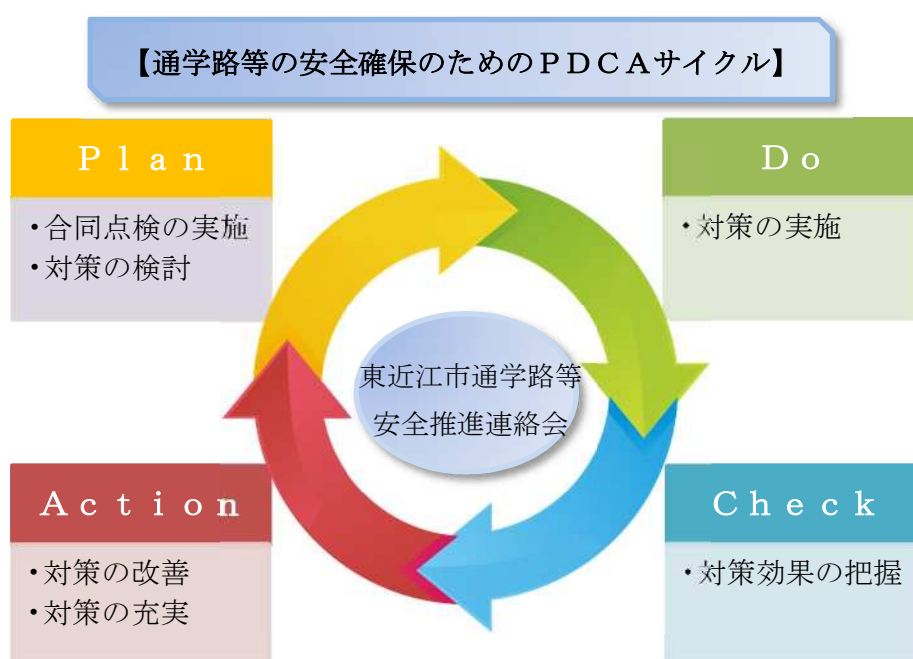 【通学路等の安全確保のためのＰＤＣＡサイクル】
Ｐｌａｎ
・合同点検の実施
・対策の検討
Ｄｏ
・対策の実施
東近江市通学路等
安全推進連絡会
Ａｃｔｉｏｎ
・対策の改善
・対策の充実
Ｃｈｅｃｋ
・対策効果の把握